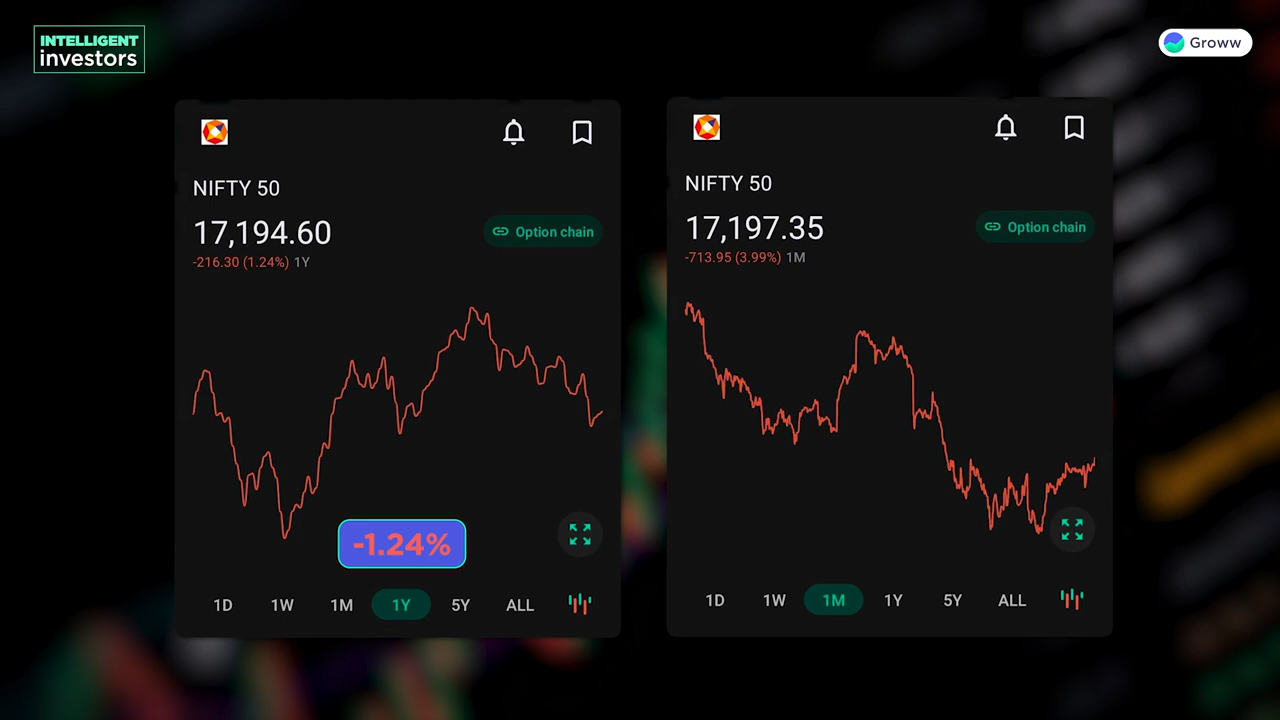 INTELLIGENT
investors
Groww
NIFTY 50
17,194.60
Option chain
-216.30 (1.24%) 1Y
-1.24%
1D 1W 1M 1Y 5Y ALL
NIFTY 50
17,197.35
Option chain
-713.95 (3.99%) 1M
1D 1W 1M 1Y 5Y ALL